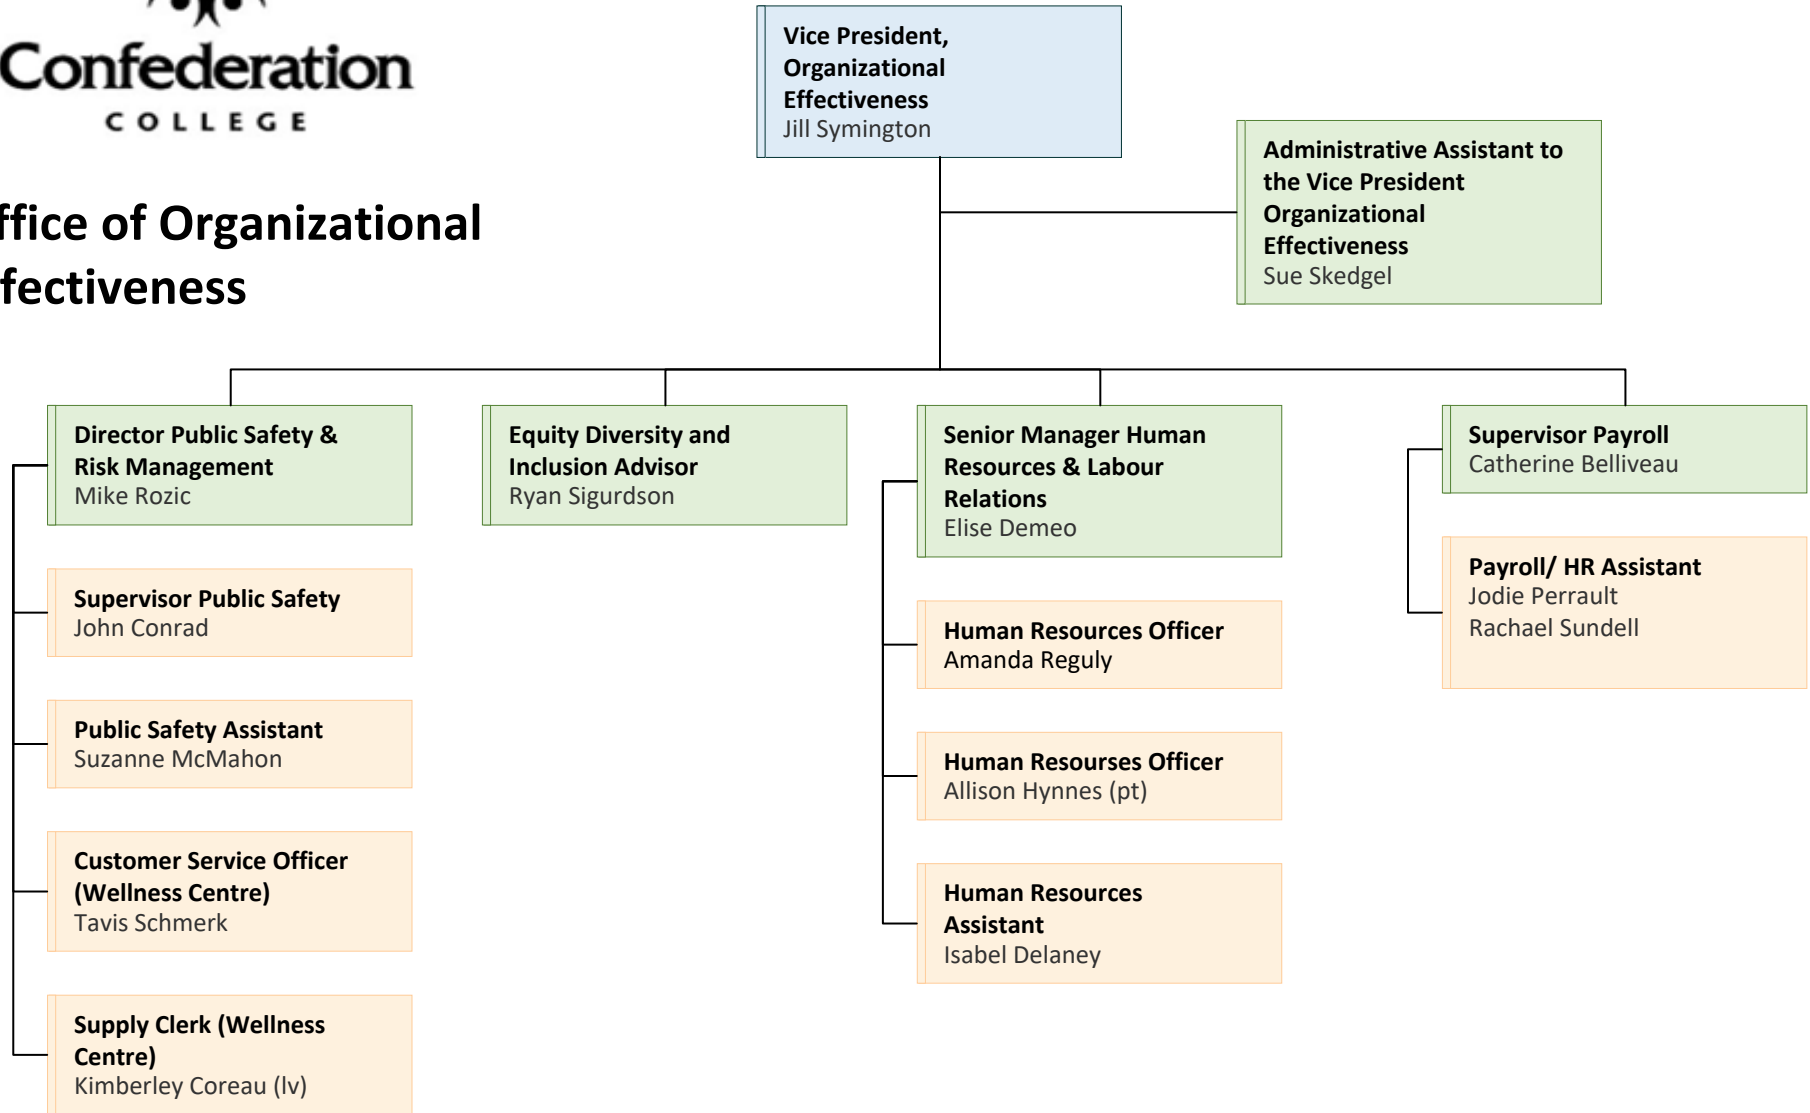 Confederation
COLLEGE
ffice of Organizational
fectiveness
Vice President,
Organizational
Effectiveness
Jill Symington
Administrative Assistant to
the Vice President
Organizational
Effectiveness
Sue Skedgel
Director Public Safety &
Risk Management
Mike Rozic
Supervisor Public Safety
John Conrad
Public Safety Assistant
Suzanne McMahon
Customer Service Officer
(Wellness Centre)
Tavis Schmerk
Supply Clerk (Wellness
Centre)
Kimberley Coreau (lv)
Equity Diversity and
Inclusion Advisor
Ryan Sigurdson
Senior Manager Human
Resources & Labour
Relations
Elise Demeo
Human Resources Officer
Amanda Reguly
Human Resourses Officer
Allison Hynnes (pt)
Human Resources
Assistant
Isabel Delaney
Supervisor Payroll
Catherine Belliveau
Payroll/ HR Assistant
Jodie Perrault
Rachael Sundell